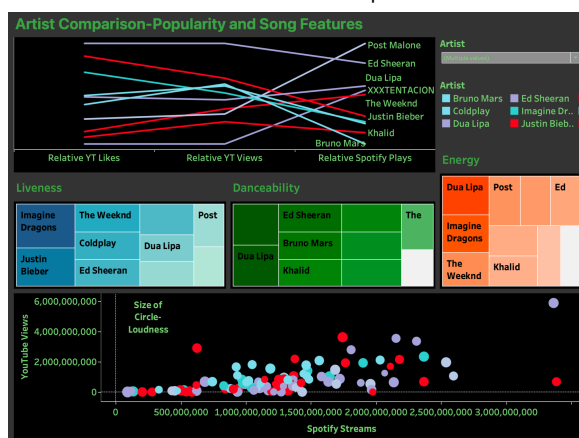 Artist Comparison-Popularity and Song Features
Post Malone
Ed Sheeran
Dua Lipa
XXXTENTACION
The Weeknd
Justin Bieber
Khalid
Bruno Mars
Relative YT Likes
Relative YT Views
Relative Spotify Plays
Artist
Artist
Bruno Mars
Ed Sheeran
Coldplay
Imagine Dr..
Dua Lipa
Justin Bieb..
Liveness
Imagine
Dragons
The Weeknd
Post
Justin
Bieber
Coldplay
Dua Lipa
Ed Sheeran
Danceability
Dua Lipa
Ed Sheeran
The
Bruno Mars
Khalid
Energy
Dua Lipa
Post
Ed
Imagine
Dragons
The
Weeknd
Khalid
Size of
Circle-
Loudness
YouTube Views
6,000,000,000
4,000,000,000
2,000,000,000
0
0
500,000,000
1,000,000,000
1,500,000,000
2,000,000,000
2,500,000,000
3,000,000,000
Spotify Streams